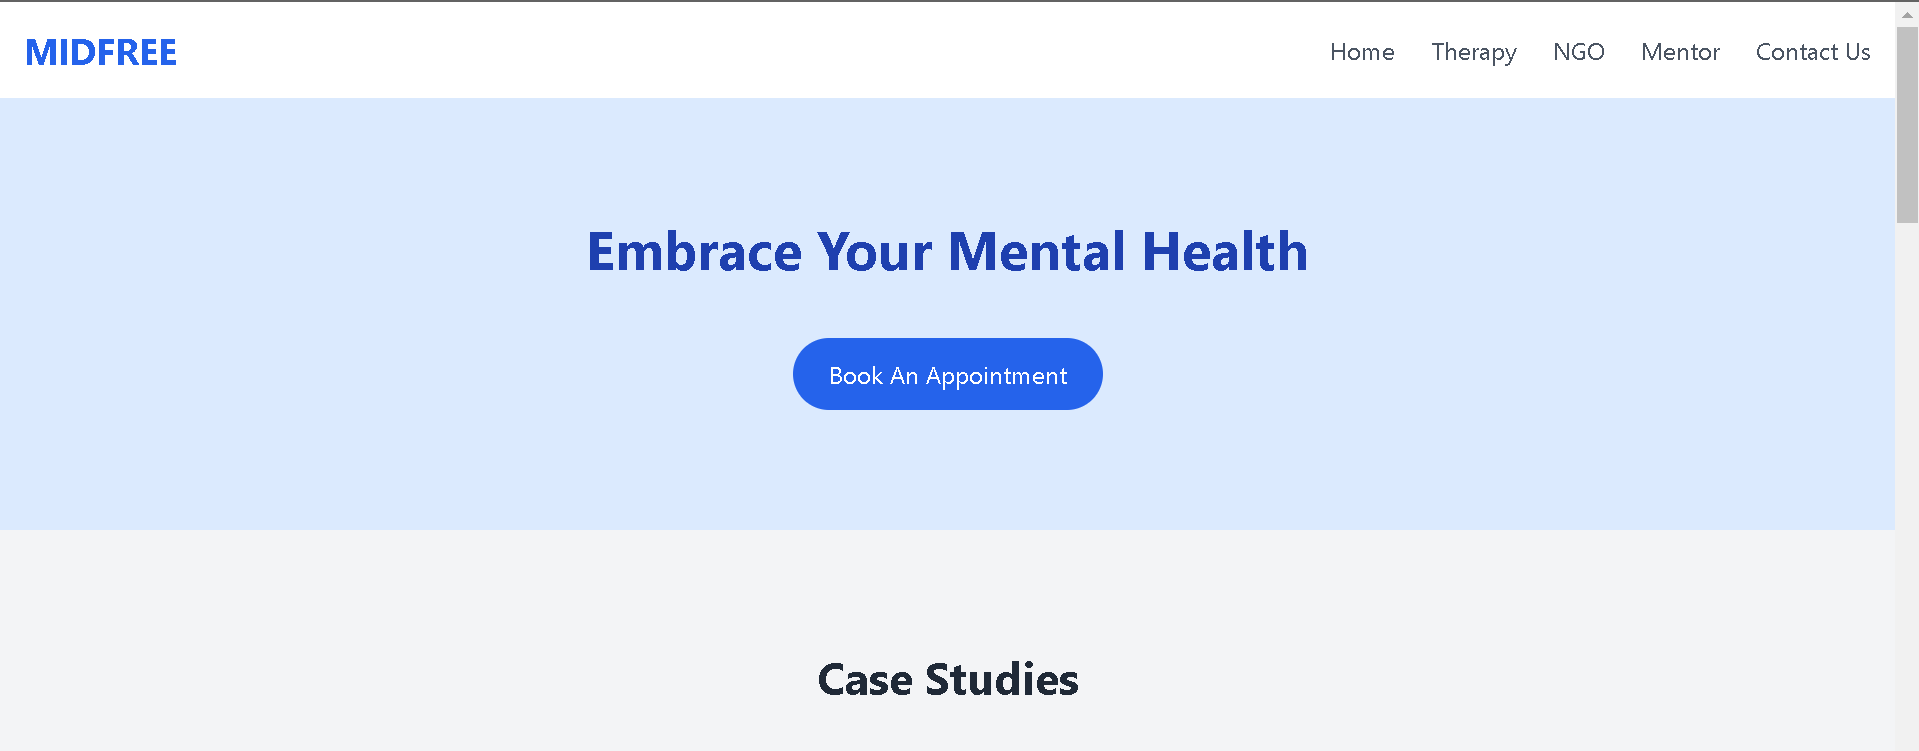 MIDFREE
Home Therapy NGO Mentor Contact Us
Embrace Your Mental Health
Book An Appointment
Case Studies